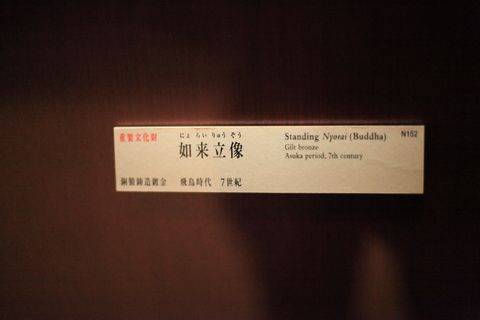 重要文化財
にょ らい りゅう ぞう
如来立像
銅製鋳造鍍金 飛鳥時代 7世紀
Standing Nyorai (Buddha)
Gilt bronze
Asuka period, 7th century
N152